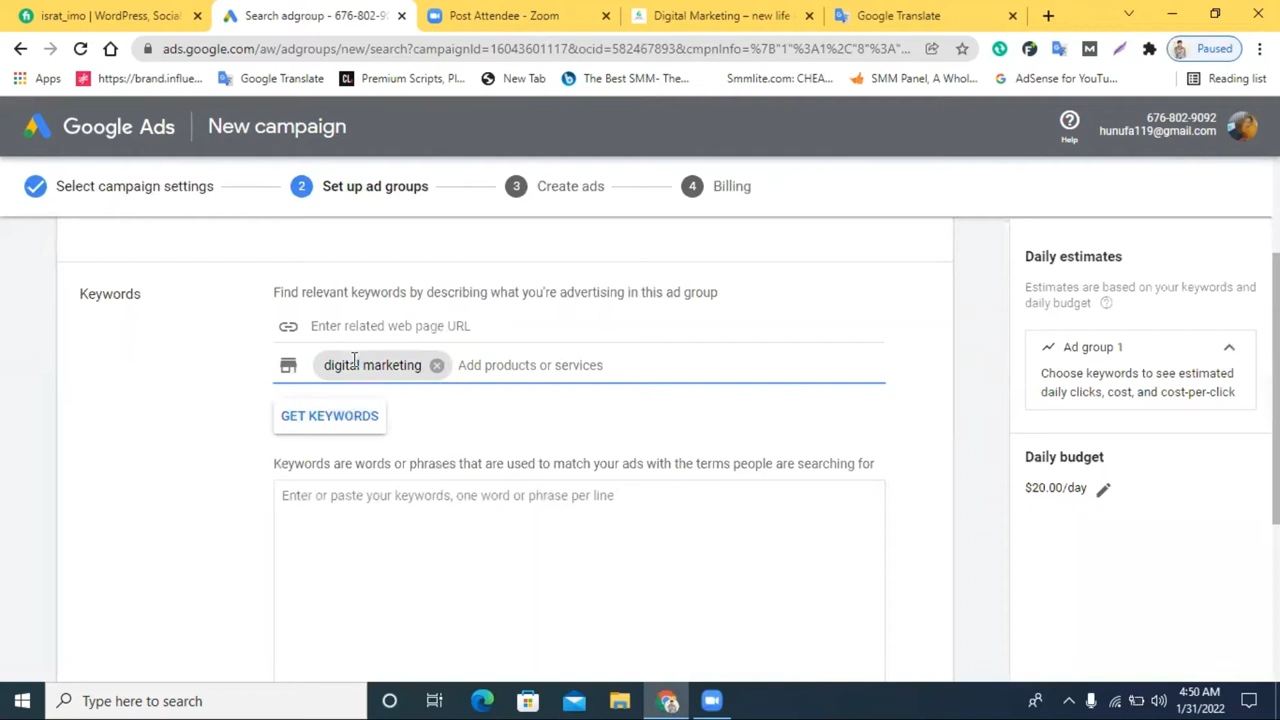 israt_imo | WordPress, Social
Search adgroup - 676-802-90
Post Attendee - Zoom
Digital Marketing – new life
Google Translate
ads.google.com/aw/adgroups/new/search?campaignId=16043601117&ocid=582467893&cmpnInfo=%7B"1"%3A1%2C"8"%3A"...
Paused
Apps
https://brand.influe...
Google Translate
Premium Scripts, Pl...
New Tab
The Best SMM- The...
Smmlite.com: CHEA...
SMM Panel, A Whol...
AdSense for YouTu...
Reading list
Google Ads
New campaign
Help
676-802-9092
hunufa119@gmail.com
Select campaign settings
2 Set up ad groups
3 Create ads
4 Billing
Keywords
Find relevant keywords by describing what you're advertising in this ad group
Enter related web page URL
digital marketing
Add products or services
GET KEYWORDS
Keywords are words or phrases that are used to match your ads with the terms people are searching for
Enter or paste your keywords, one word or phrase per line
Daily estimates
Estimates are based on your keywords and
daily budget
Ad group 1
Choose keywords to see estimated
daily clicks, cost, and cost-per-click
Daily budget
$20.00/day
Type here to search
4:50 AM
1/31/2022